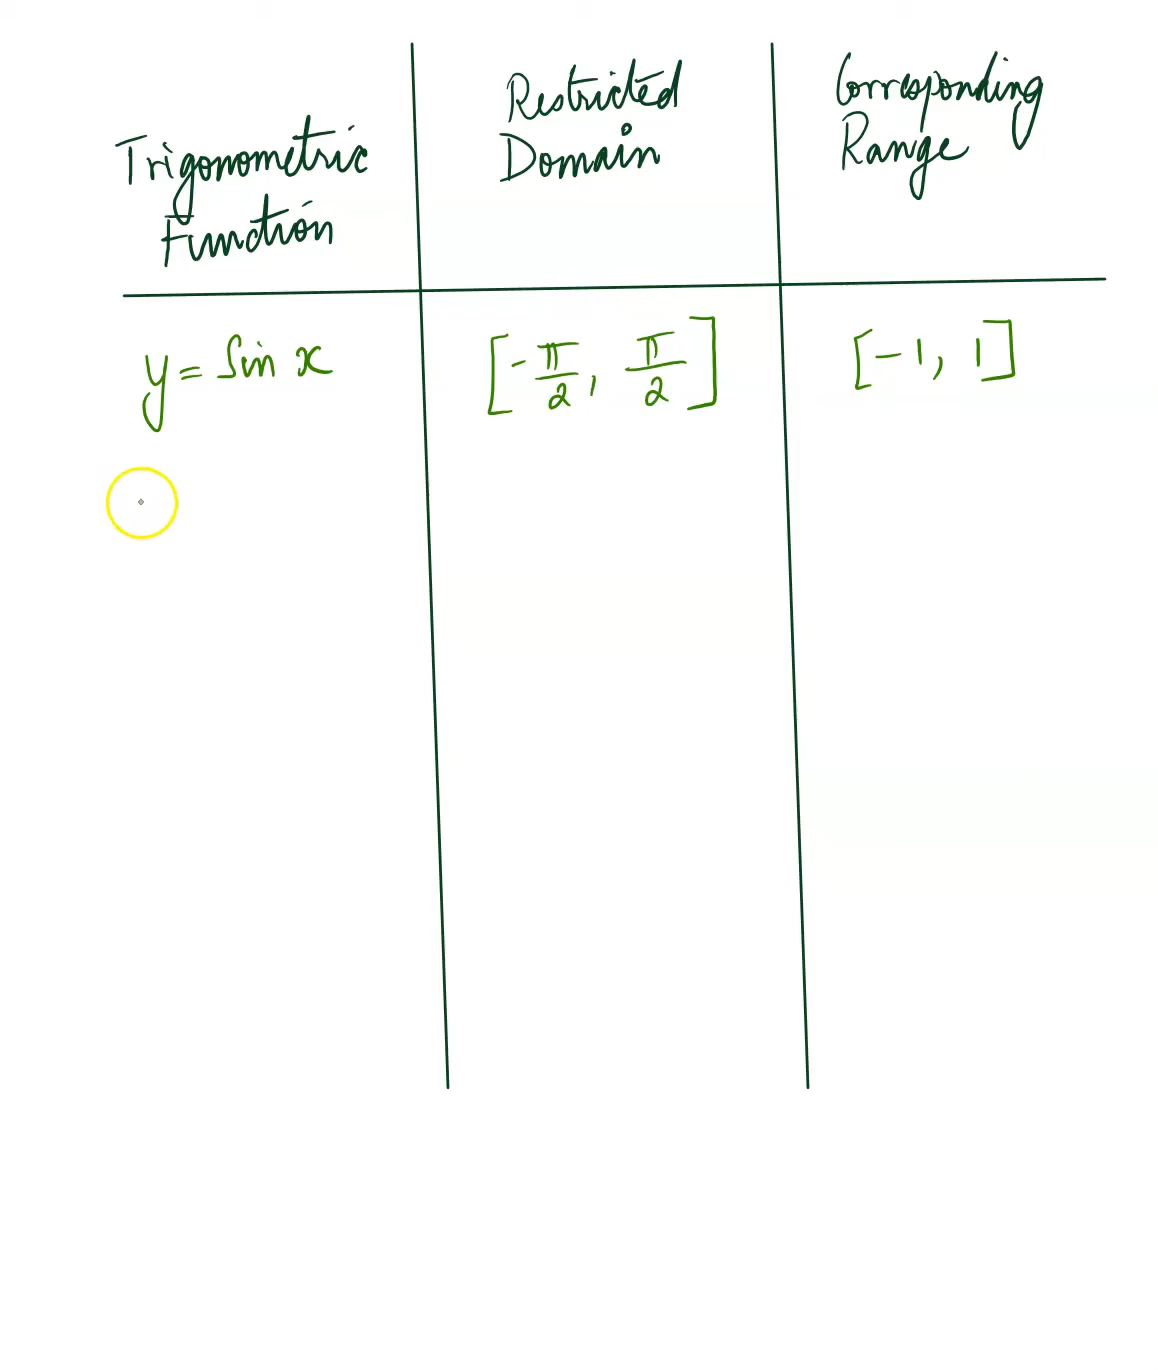 Trigonometric
Function
Restricted
Domain
Corresponding
Range
y = Sin x
[-π/2, π/2]
[-1, 1]